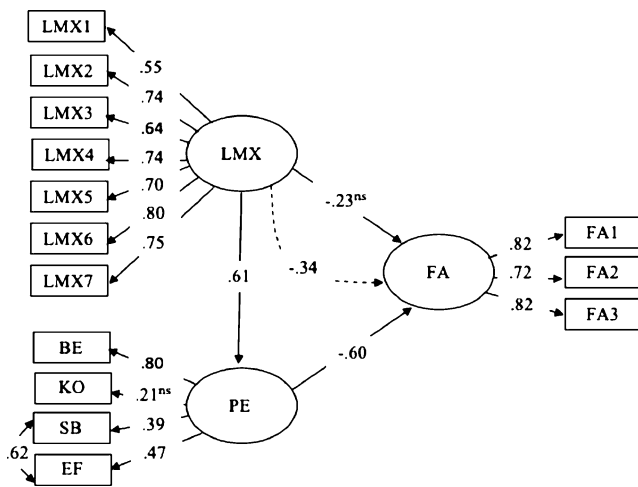 LMX1
.55
LMX2
.74
LMX3
.64
LMX4
.74
LMX5
.70
LMX6
.80
LMX7
.75
LMX
-.23ns
.61
-.34
FA
.82
FA1
.72
FA2
.82
FA3
-.60
BE
.80
KO
.21ns
PE
SB
.39
.62
EF
.47